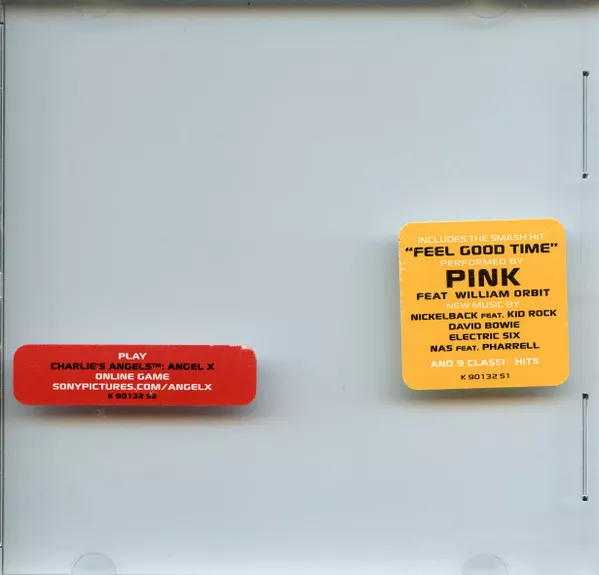 INCLUDES THE SMASH HIT
"FEEL GOOD TIME"
PERFORMED BY
PINK
FEAT WILLIAM ORBIT
NEW MUSIC BY
NICKELBACK FEAT. KID ROCK
DAVID BOWIE
ELECTRIC SIX
NAS FEAT. PHARRELL
AND 9 CLASSI HITS
K 90132 S1
PLAY
CHARLIE'S ANGELS™: ANGEL X
ONLINE GAME
SONYPICTURES.COM/ANGELX
K 90132 S2